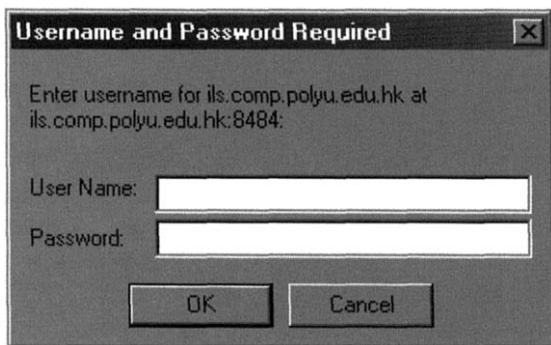 Username and Password Required
Enter username for ils.comp.polyu.edu.hk at
ils.comp.polyu.edu.hk:8484:
User Name:
Password:
OK
Cancel